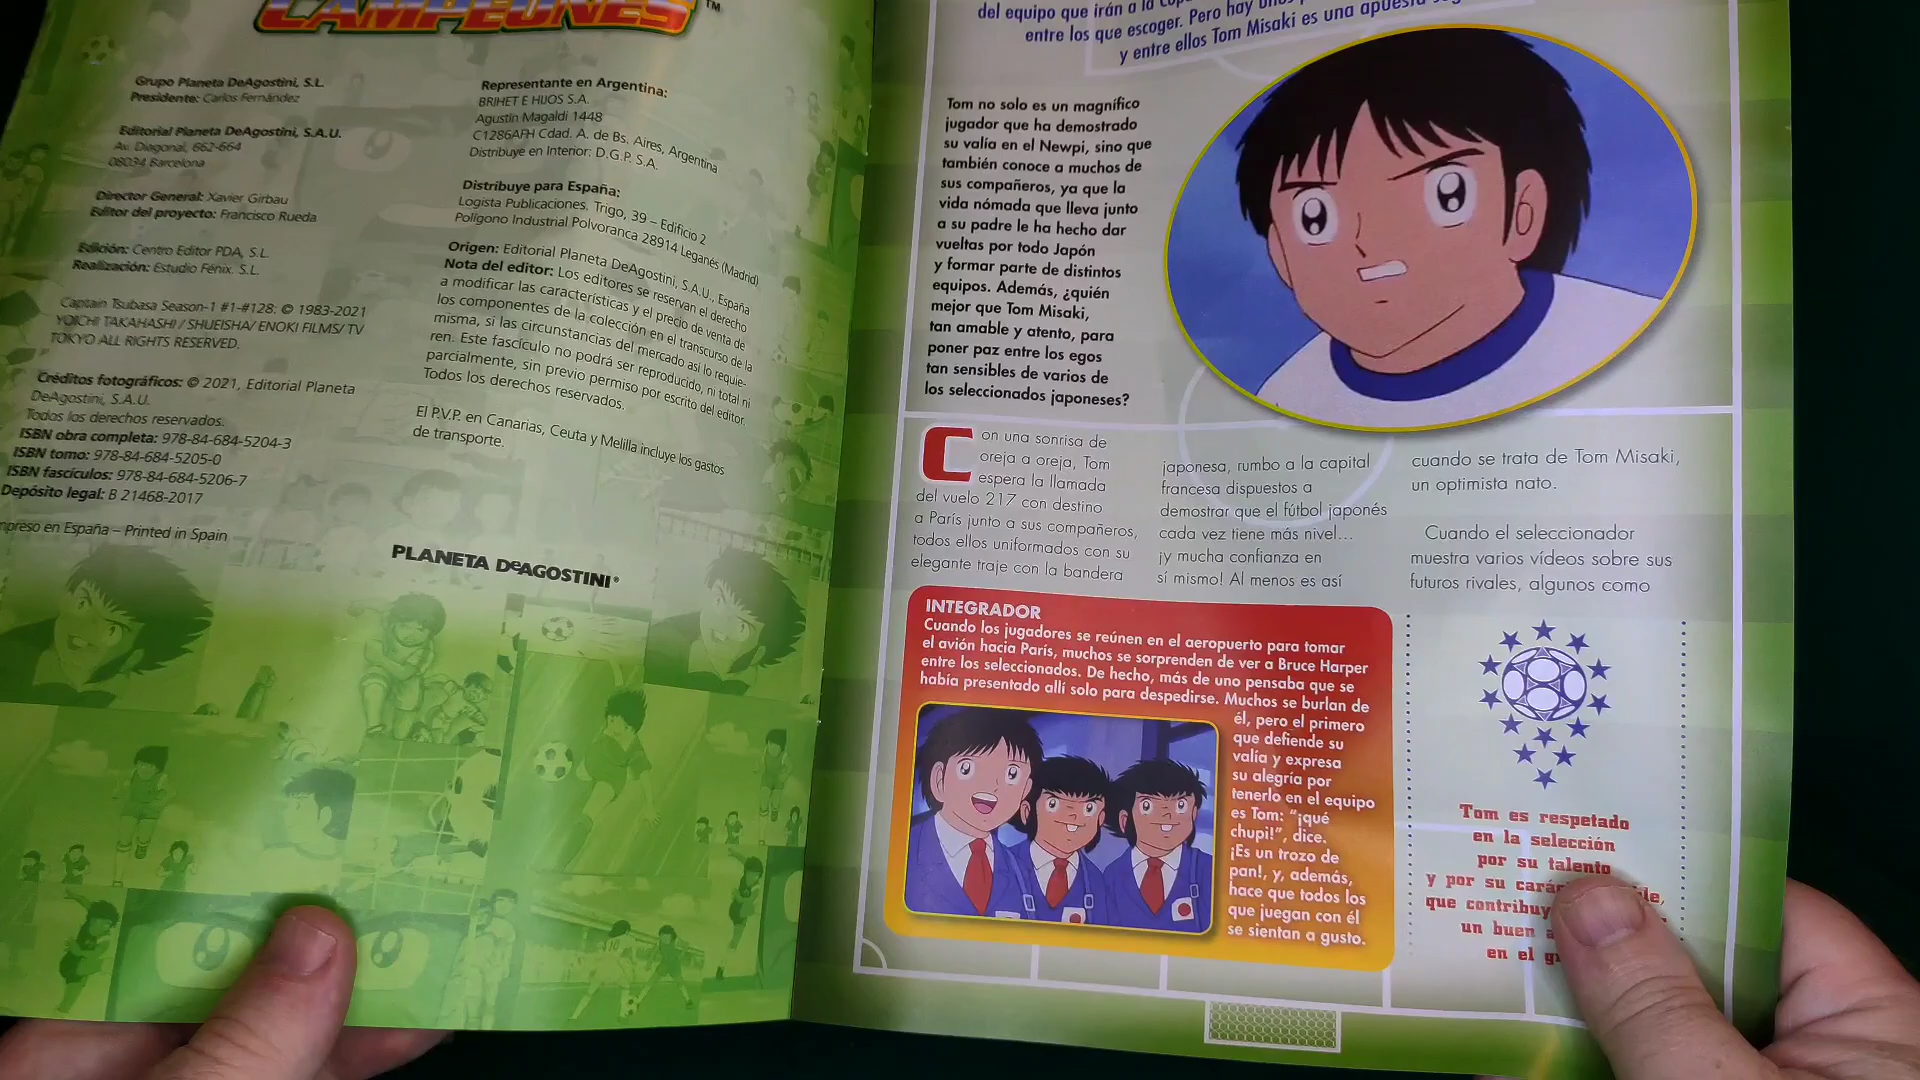 CAMPEONES™
Grupo Planeta DeAgostini, S.L.
Presidente: Carlos Fernández
Editorial Planeta DeAgostini, S.A.U.
Av. Diagonal, 662-664
08034 Barcelona
Director General: Xavier Girbau
Editor del proyecto: Francisco Rueda
Edición: Centro Editor PDA, S.L.
Realización: Estudio Fénix. S.L.
Captain Tsubasa Season-1 #1-#128: © 1983-2021
YOICHI TAKAHASHI / SHUEISHA/ ENOKI FILMS/ TV
TOKYO ALL RIGHTS RESERVED.
Créditos fotográficos: © 2021, Editorial Planeta
DeAgostini, S.A.U.
Todos los derechos reservados.
ISBN obra completa: 978-84-684-5204-3
ISBN tomo: 978-84-684-5205-0
ISBN fascículos: 978-84-684-5206-7
Depósito legal: B 21468-2017
mpreso en España – Printed in Spain
Representante en Argentina:
BRIHET E HIJOS S.A.
Agustín Magaldi 1448
C1286AFH Cdad. A. de Bs. Aires, Argentina
Distribuye en Interior: D.G.P. S.A.
Distribuye para España:
Logista Publicaciones. Trigo, 39 – Edificio 2
Polígono Industrial Polvoranca 28914 Leganés (Madrid)
Origen: Editorial Planeta DeAgostini, S.A.U., España
Nota del editor: Los editores se reservan el derecho
a modificar las características y el precio de venta de
los componentes de la colección en el transcurso de la
misma, si las circunstancias del mercado así lo requie-
ren. Este fascículo no podrá ser reproducido, ni total ni
parcialmente, sin previo permiso por escrito del editor.
Todos los derechos reservados.
El P.V.P. en Canarias, Ceuta y Melilla incluye los gastos
de transporte.
PLANETA DeAGOSTINI®
del equipo que irán a la
entre los que escoger. Pero hay
y entre ellos Tom Misaki es una apuesta
Tom no solo es un magnífico
jugador que ha demostrado
su valía en el Newpi, sino que
también conoce a muchos de
sus compañeros, ya que la
vida nómada que lleva junto
a su padre le ha hecho dar
vueltas por todo Japón
y formar parte de distintos
equipos. Además, ¿quién
mejor que Tom Misaki,
tan amable y atento, para
poner paz entre los egos
tan sensibles de varios de
los seleccionados japoneses?
Con una sonrisa de
oreja a oreja, Tom
espera la llamada
del vuelo 217 con destino
a París junto a sus compañeros,
todos ellos uniformados con su
elegante traje con la bandera
japonesa, rumbo a la capital
francesa dispuestos a
demostrar que el fútbol japonés
cada vez tiene más nivel...
¡y mucha confianza en
sí mismo! Al menos es así
cuando se trata de Tom Misaki,
un optimista nato.
Cuando el seleccionador
muestra varios vídeos sobre sus
futuros rivales, algunos como
INTEGRADOR
Cuando los jugadores se reúnen en el aeropuerto para tomar
el avión hacia París, muchos se sorprenden de ver a Bruce Harper
entre los seleccionados. De hecho, más de uno pensaba que se
había presentado allí solo para despedirse. Muchos se burlan de
él, pero el primero
que defiende su
valía y expresa
su alegría por
tenerlo en el equipo
es Tom: “¡qué
chupi!”, dice.
¡Es un trozo de
pan!, y, además,
hace que todos los
que juegan con él
se sientan a gusto.
Tom es respetado
en la selección
por su talento
y por su
que
un buen
en el